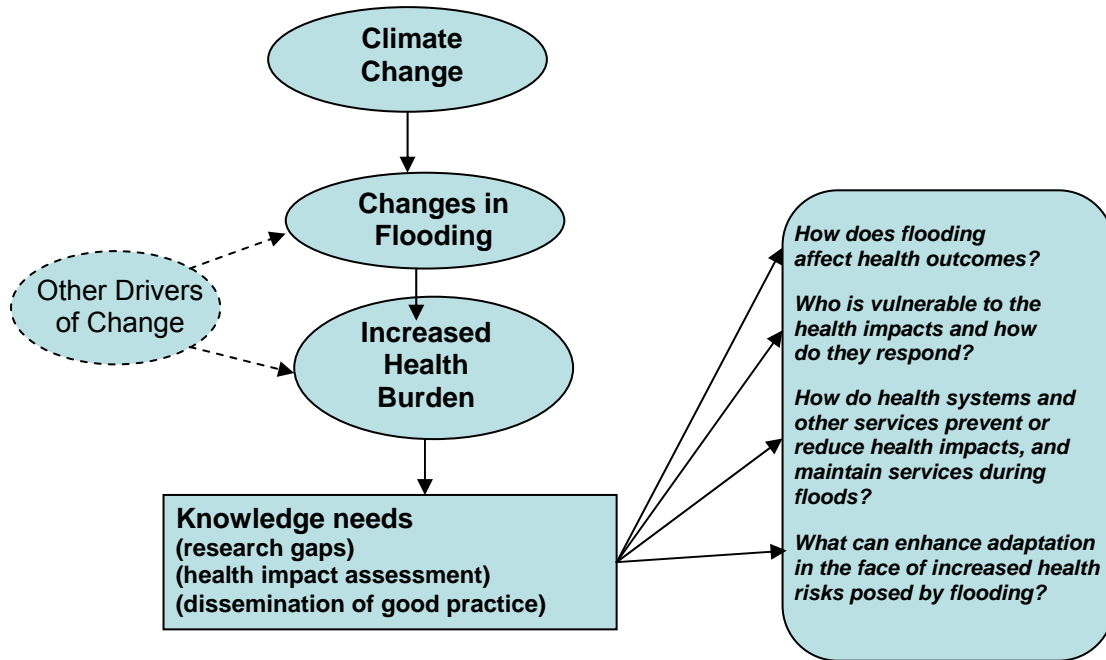 Climate
Change
Changes in
Flooding
Other Drivers
of Change
Increased
Health
Burden
Knowledge needs
(research gaps)
(health impact assessment)
(dissemination of good practice)
How does flooding
affect health outcomes?
Who is vulnerable to the
health impacts and how
do they respond?
How do health systems and
other services prevent or
reduce health impacts, and
maintain services during
floods?
What can enhance adaptation
in the face of increased health
risks posed by flooding?